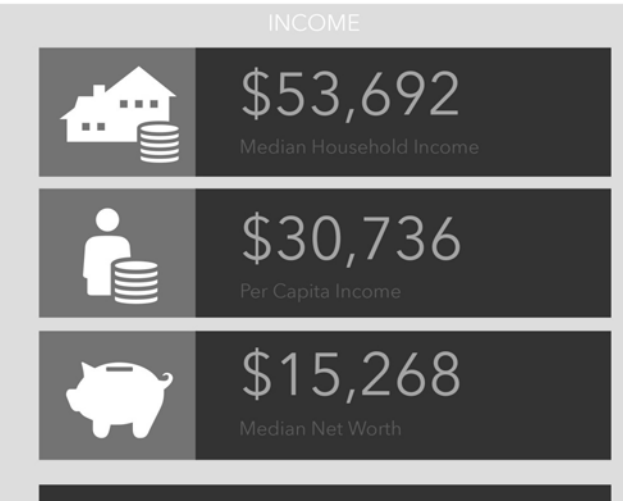 INCOME
$53,692
Median Household Income
$30,736
Per Capita Income
$15,268
Median Net Worth